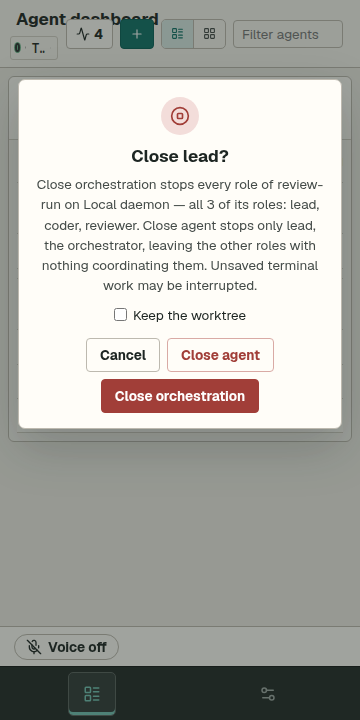 Agent dashboard
T..
4
Filter agents
Close lead?
Close orchestration stops every role of review-
run on Local daemon — all 3 of its roles: lead,
coder, reviewer. Close agent stops only lead,
the orchestrator, leaving the other roles with
nothing coordinating them. Unsaved terminal
work may be interrupted.
Keep the worktree
Cancel
Close agent
Close orchestration
Voice off